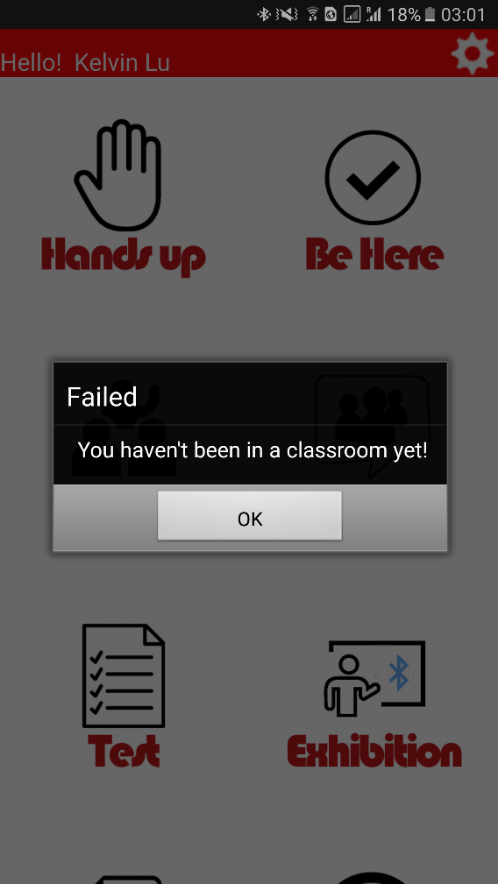 18% 03:01
Hello! Kelvin Lu
Hands up
Be Here
Failed
You haven't been in a classroom yet!
OK
Test
Exhibition